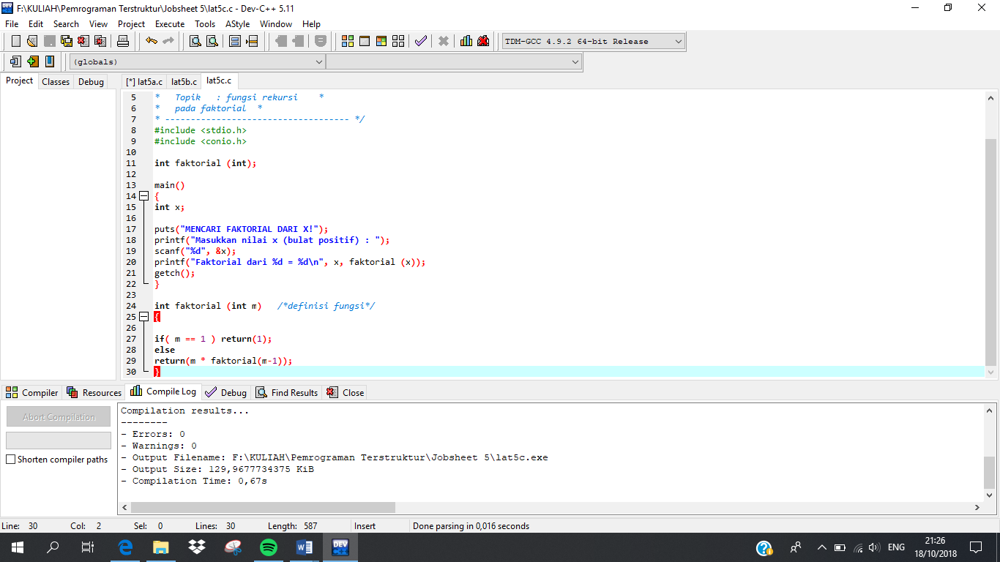 F:\KULIAH\Pemrograman Terstruktur\Jobsheet 5\lat5c.c - Dev-C++ 5.11
File Edit Search View Project Execute Tools AStyle Window Help
TDM-GCC 4.9.2 64-bit Release
(globals)
Project Classes Debug [*] lat5a.c lat5b.c lat5c.c
5 * Topik : fungsi rekursi *
6 * pada faktorial *
7 * ------------------------------------ */
8 #include <stdio.h>
9 #include <conio.h>
10
11 int faktorial (int);
12
13 main()
14 {
15 int x;
16
17 puts("MENCARI FAKTORIAL DARI X!");
18 printf("Masukkan nilai x (bulat positif) : ");
19 scanf("%d", &x);
20 printf("Faktorial dari %d = %d\n", x, faktorial (x));
21 getch();
22 }
23
24 int faktorial (int m) /*definisi fungsi*/
25 {
26
27 if( m == 1 ) return(1);
28 else
29 return(m * faktorial(m-1));
30 }
Compiler Resources Compile Log Debug Find Results Close
Abort Compilation
Shorten compiler paths
Compilation results...
--------
- Errors: 0
- Warnings: 0
- Output Filename: F:\KULIAH\Pemrograman Terstruktur\Jobsheet 5\lat5c.exe
- Output Size: 129,9677734375 KiB
- Compilation Time: 0,67s
Line: 30 Col: 2 Sel: 0 Lines: 30 Length: 587 Insert Done parsing in 0,016 seconds
DEV
ENG
21:26
18/10/2018